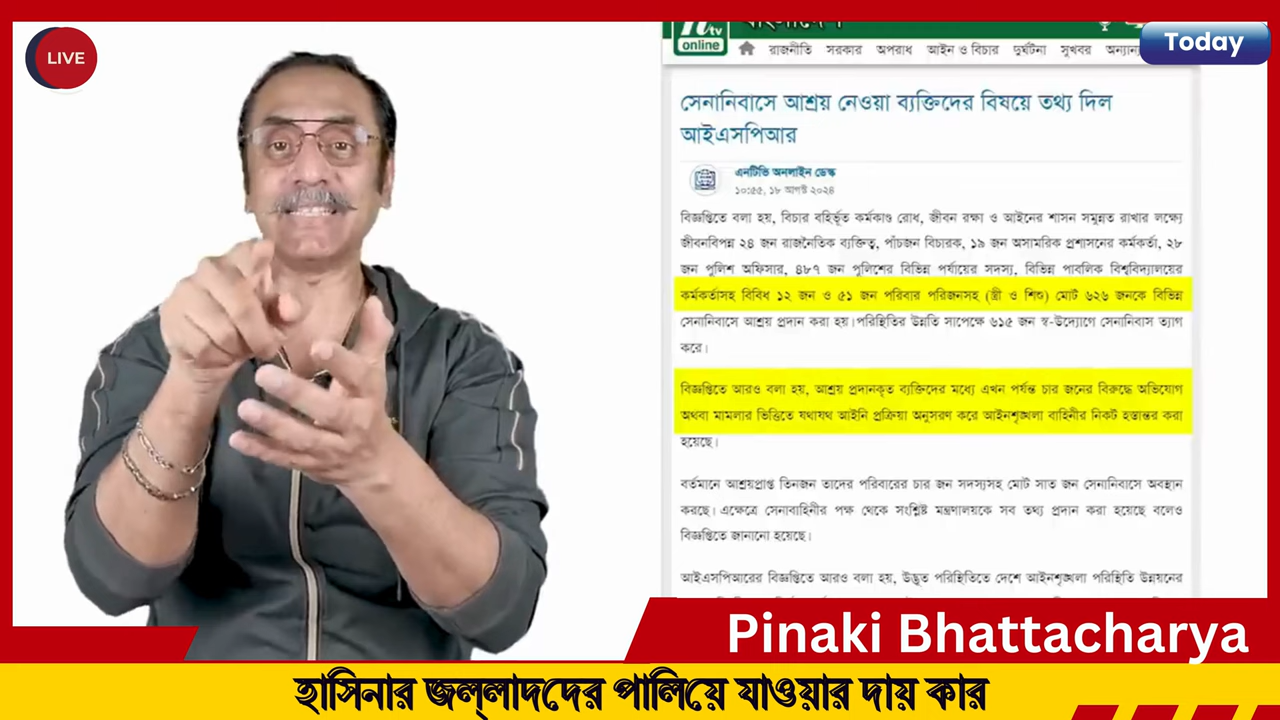 LIVE
tv
online
বাংলাদেশ
রাজনীতি সরকার অপরাধ আইন ও বিচার দুর্ঘটনা সুখবর অন্যান্য
Today
সেনানিবাসে আশ্রয় নেওয়া ব্যক্তিদের বিষয়ে তথ্য দিল
আইএসপিআর
এনটিভি অনলাইন ডেস্ক
১০:৫৫, ১৮ আগস্ট ২০২৪
বিজ্ঞপ্তিতে বলা হয়, বিচার বহির্ভূত কর্মকাণ্ড রোধ, জীবন রক্ষা ও আইনের শাসন সমুন্নত রাখার লক্ষ্যে
জীবনবিপন্ন ২৪ জন রাজনৈতিক ব্যক্তিত্ব, পাঁচজন বিচারক, ১৯ জন অসামরিক প্রশাসনের কর্মকর্তা, ২৮
জন পুলিশ অফিসার, ৪৮৭ জন পুলিশের বিভিন্ন পর্যায়ের সদস্য, বিভিন্ন পাবলিক বিশ্ববিদ্যালয়ের
কর্মকর্তাসহ বিবিধ ১২ জন ও ৫১ জন পরিবার পরিজনসহ (স্ত্রী ও শিশু) মোট ৬২৬ জনকে বিভিন্ন
সেনানিবাসে আশ্রয় প্রদান করা হয়। পরিস্থিতির উন্নতি সাপেক্ষে ৬১৫ জন স্ব-উদ্যোগে সেনানিবাস ত্যাগ
করে।
বিজ্ঞপ্তিতে আরও বলা হয়, আশ্রয় প্রদানকৃত ব্যক্তিদের মধ্যে এখন পর্যন্ত চার জনের বিরুদ্ধে অভিযোগ
অথবা মামলার ভিত্তিতে যথাযথ আইনি প্রক্রিয়া অনুসরণ করে আইনশৃঙ্খলা বাহিনীর নিকট হস্তান্তর করা
হয়েছে।
বর্তমানে আশ্রয়প্রাপ্ত তিনজন তাদের পরিবারের চার জন সদস্যসহ মোট সাত জন সেনানিবাসে অবস্থান
করছে। এক্ষেত্রে সেনাবাহিনীর পক্ষ থেকে সংশ্লিষ্ট মন্ত্রণালয়কে সব তথ্য প্রদান করা হয়েছে বলেও
বিজ্ঞপ্তিতে জানানো হয়েছে।
আইএসপিআরের বিজ্ঞপ্তিতে আরও বলা হয়, উদ্ভূত পরিস্থিতিতে দেশে আইনশৃঙ্খলা পরিস্থিতি উন্নয়নের
Pinaki Bhattacharya
হাসিনার জল্লাদদের পালিয়ে যাওয়ার দায় কার